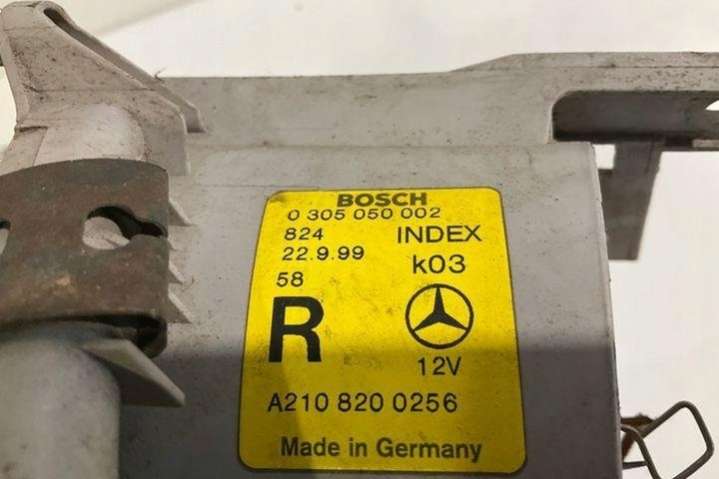 BOSCH
0 305 050 002
824 INDEX
22.9.99 k03
58
R
12V
A210 820 0256
Made in Germany